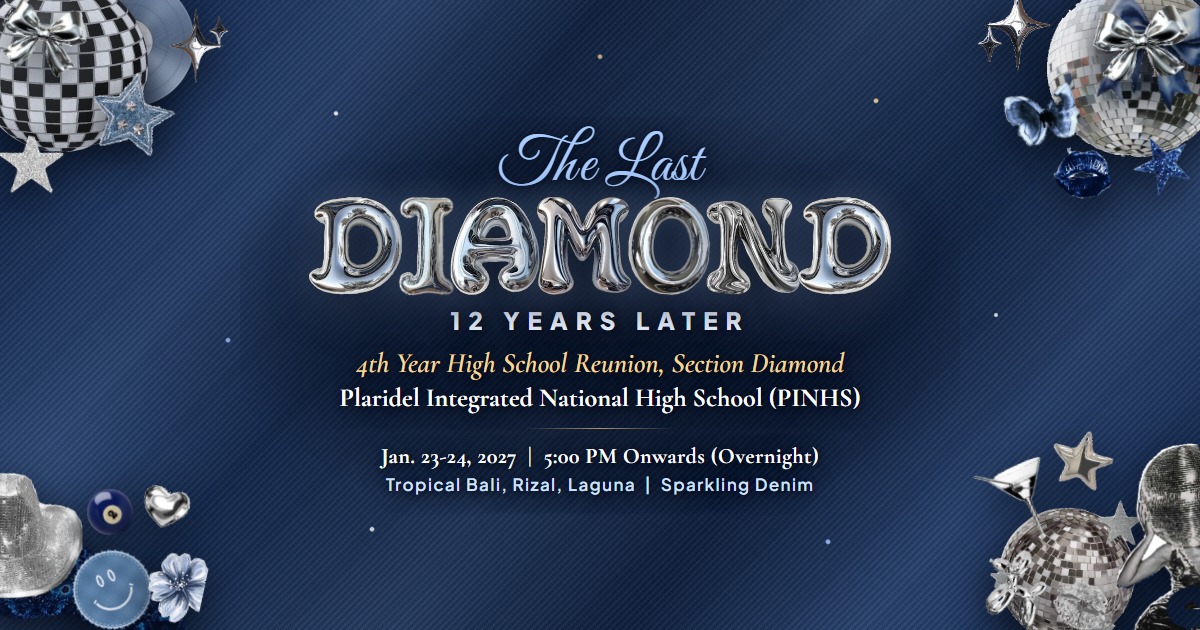 The Last
DIAMOND
12 YEARS LATER
4th Year High School Reunion, Section Diamond
Plaridel Integrated National High School (PINHS)
Jan. 23-24, 2027 | 5:00 PM Onwards (Overnight)
Tropical Bali, Rizal, Laguna | Sparkling Denim